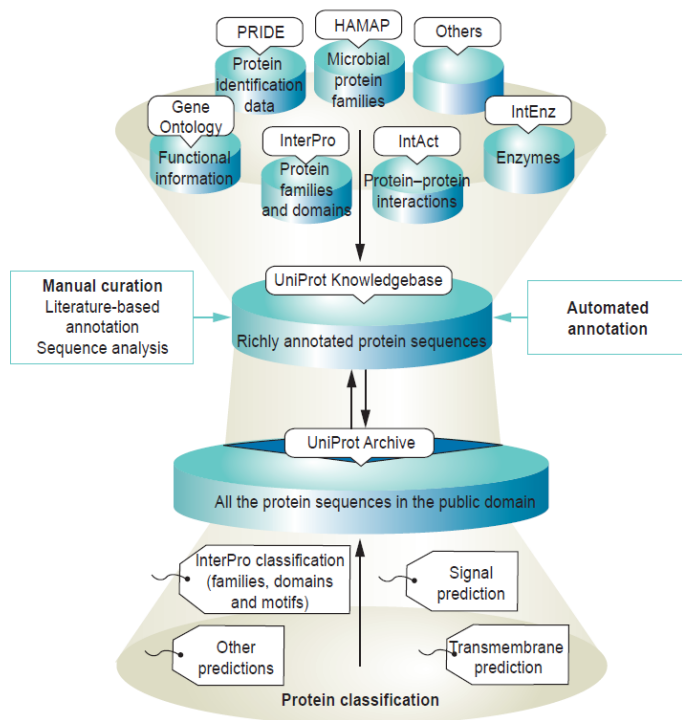 PRIDE
Protein
identification
data
HAMAP
Microbial
protein
families
Others
Gene
Ontology
Functional
information
InterPro
Protein
families
and domains
IntAct
Protein–protein
interactions
IntEnz
Enzymes
UniProt Knowledgebase
Richly annotated protein sequences
Manual curation
Literature-based
annotation
Sequence analysis
Automated
annotation
UniProt Archive
All the protein sequences in the public domain
InterPro classification
(families, domains
and motifs)
Signal
prediction
Other
predictions
Transmembrane
prediction
Protein classification